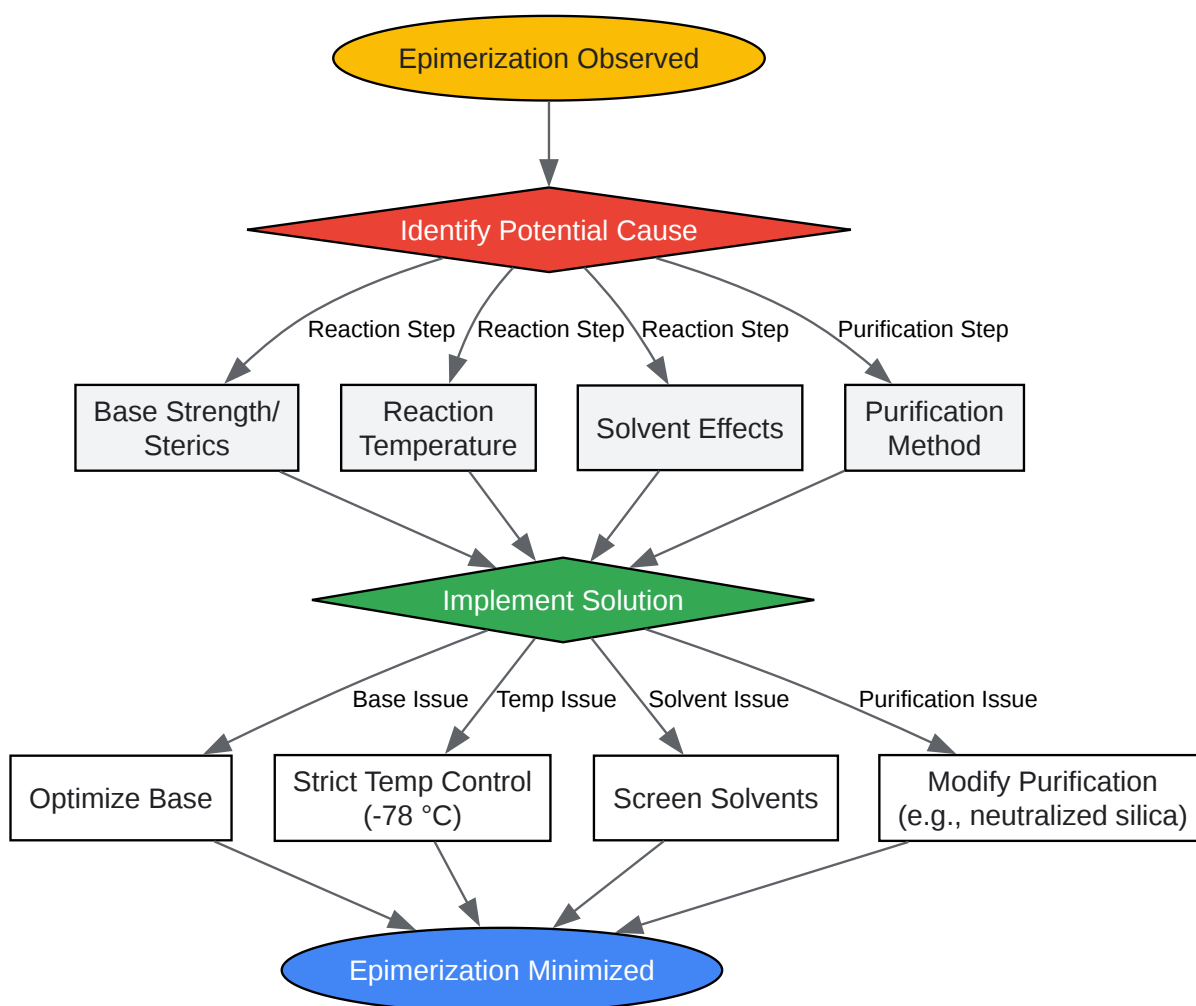 Epimerization Observed
Identify Potential Cause
Reaction Step
Reaction Step
Reaction Step
Purification Step
Base Strength/
Sterics
Reaction
Temperature
Solvent Effects
Purification
Method
Implement Solution
Base Issue
Temp Issue
Solvent Issue
Purification Issue
Optimize Base
Strict Temp Control
(-78 °C)
Screen Solvents
Modify Purification
(e.g., neutralized silica)
Epimerization Minimized